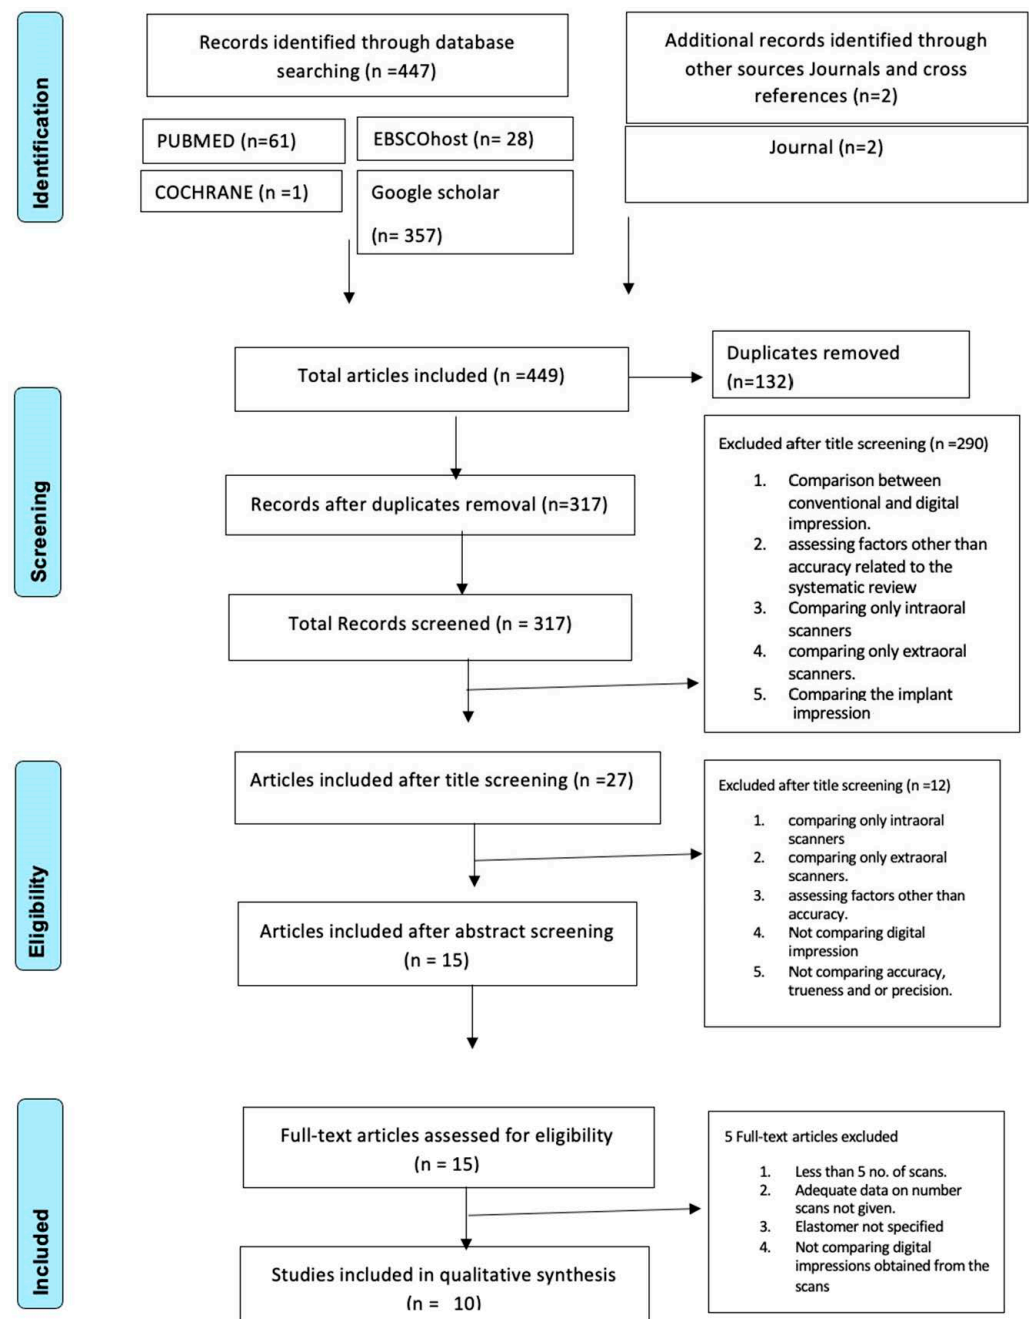 Identification
Records identified through database
searching (n =447)
Additional records identified through
other sources Journals and cross
references (n=2)
PUBMED (n=61)
EBSCOhost (n= 28)
Journal (n=2)
COCHRANE (n =1)
Google scholar
(n= 357)
Screening
Total articles included (n =449)
Duplicates removed
(n=132)
Records after duplicates removal (n=317)
Total Records screened (n = 317)
Excluded after title screening (n =290)
1. Comparison between
conventional and digital
impression.
2. assessing factors other than
accuracy related to the
systematic review
3. Comparing only intraoral
scanners
4. comparing only extraoral
scanners.
5. Comparing the implant
impression
Eligibility
Articles included after title screening (n =27)
Excluded after title screening (n =12)
1. comparing only intraoral
scanners
2. comparing only extraoral
scanners.
3. assessing factors other than
accuracy.
4. Not comparing digital
impression
5. Not comparing accuracy,
trueness and or precision.
Articles included after abstract screening
(n = 15)
Included
Full-text articles assessed for eligibility
(n = 15)
5 Full-text articles excluded
1. Less than 5 no. of scans.
2. Adequate data on number
scans not given.
3. Elastomer not specified
4. Not comparing digital
impressions obtained from the
scans
Studies included in qualitative synthesis
(n = 10)